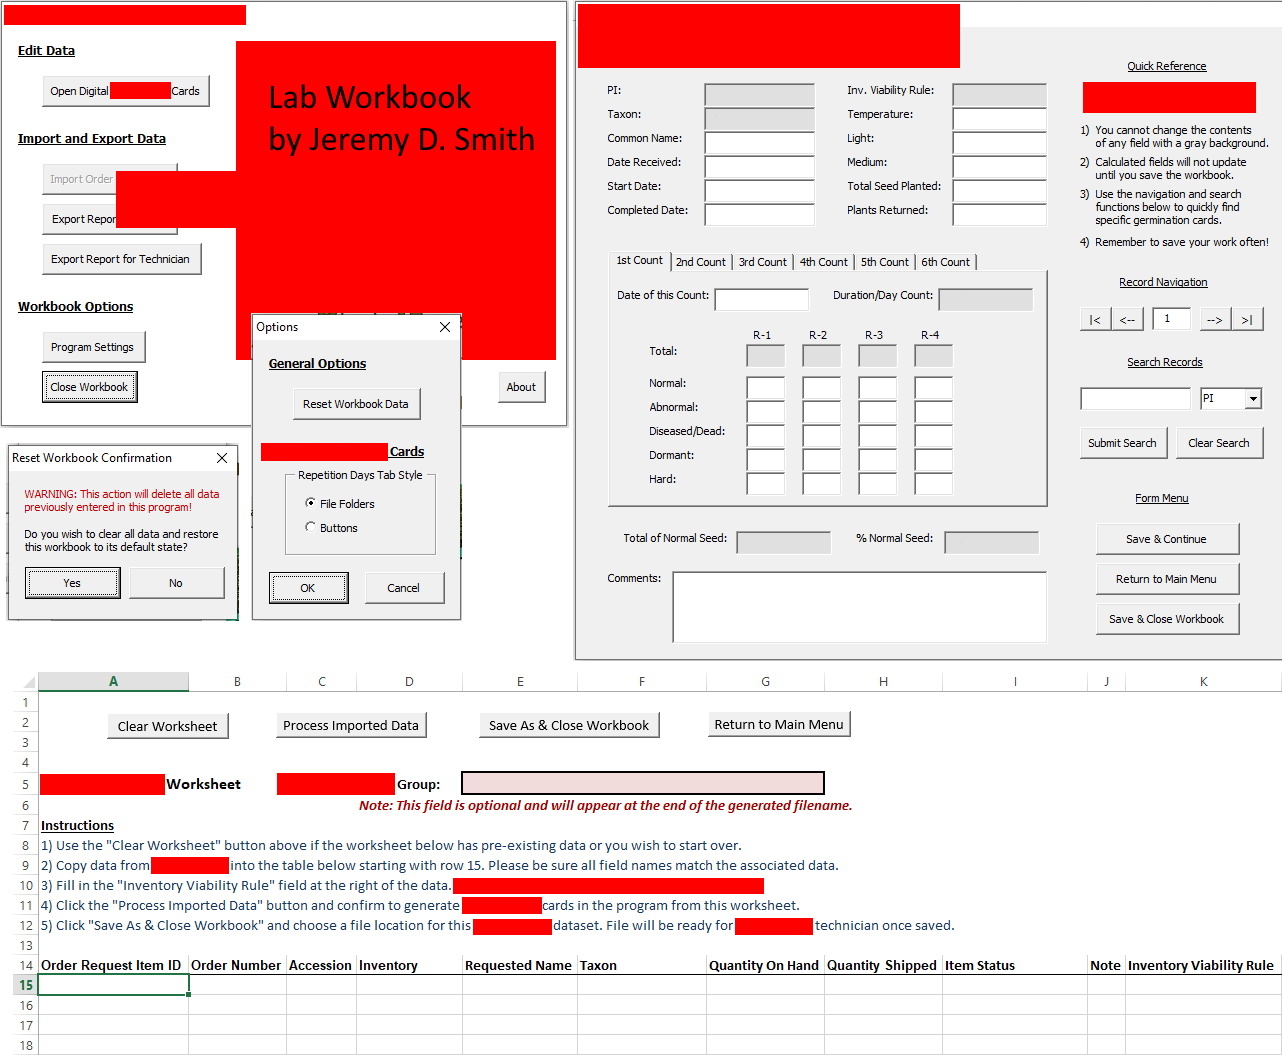 Edit Data
Open Digital Cards
Import and Export Data
Import Order
Export Repor
Export Report for Technician
Workbook Options
Program Settings
Close Workbook
Lab Workbook
by Jeremy D. Smith
About
Options
General Options
Reset Workbook Data
Cards
Repetition Days Tab Style
File Folders
Buttons
OK Cancel
Reset Workbook Confirmation
WARNING: This action will delete all data
previously entered in this program!
Do you wish to clear all data and restore
this workbook to its default state?
Yes No
PI: Inv. Viability Rule:
Taxon: Temperature:
Common Name: Light:
Date Received: Medium:
Start Date: Total Seed Planted:
Completed Date: Plants Returned:
1st Count 2nd Count 3rd Count 4th Count 5th Count 6th Count
Date of this Count: Duration/Day Count:
R-1 R-2 R-3 R-4
Total:
Normal:
Abnormal:
Diseased/Dead:
Dormant:
Hard:
Total of Normal Seed: % Normal Seed:
Comments:
Quick Reference
1) You cannot change the contents
of any field with a gray background.
2) Calculated fields will not update
until you save the workbook.
3) Use the navigation and search
functions below to quickly find
specific germination cards.
4) Remember to save your work often!
Record Navigation
|< <-- 1 --> >|
Search Records
PI
Submit Search Clear Search
Form Menu
Save & Continue
Return to Main Menu
Save & Close Workbook
A B C D E F G H I J K
1
2 Clear Worksheet Process Imported Data Save As & Close Workbook Return to Main Menu
3
4
5 Worksheet Group:
6 Note: This field is optional and will appear at the end of the generated filename.
7 Instructions
8 1) Use the "Clear Worksheet" button above if the worksheet below has pre-existing data or you wish to start over.
9 2) Copy data from into the table below starting with row 15. Please be sure all field names match the associated data.
10 3) Fill in the "Inventory Viability Rule" field at the right of the data.
11 4) Click the "Process Imported Data" button and confirm to generate cards in the program from this worksheet.
12 5) Click "Save As & Close Workbook" and choose a file location for this dataset. File will be ready for technician once saved.
13
14 Order Request Item ID Order Number Accession Inventory Requested Name Taxon Quantity On Hand Quantity Shipped Item Status Note Inventory Viability Rule
15
16
17
18